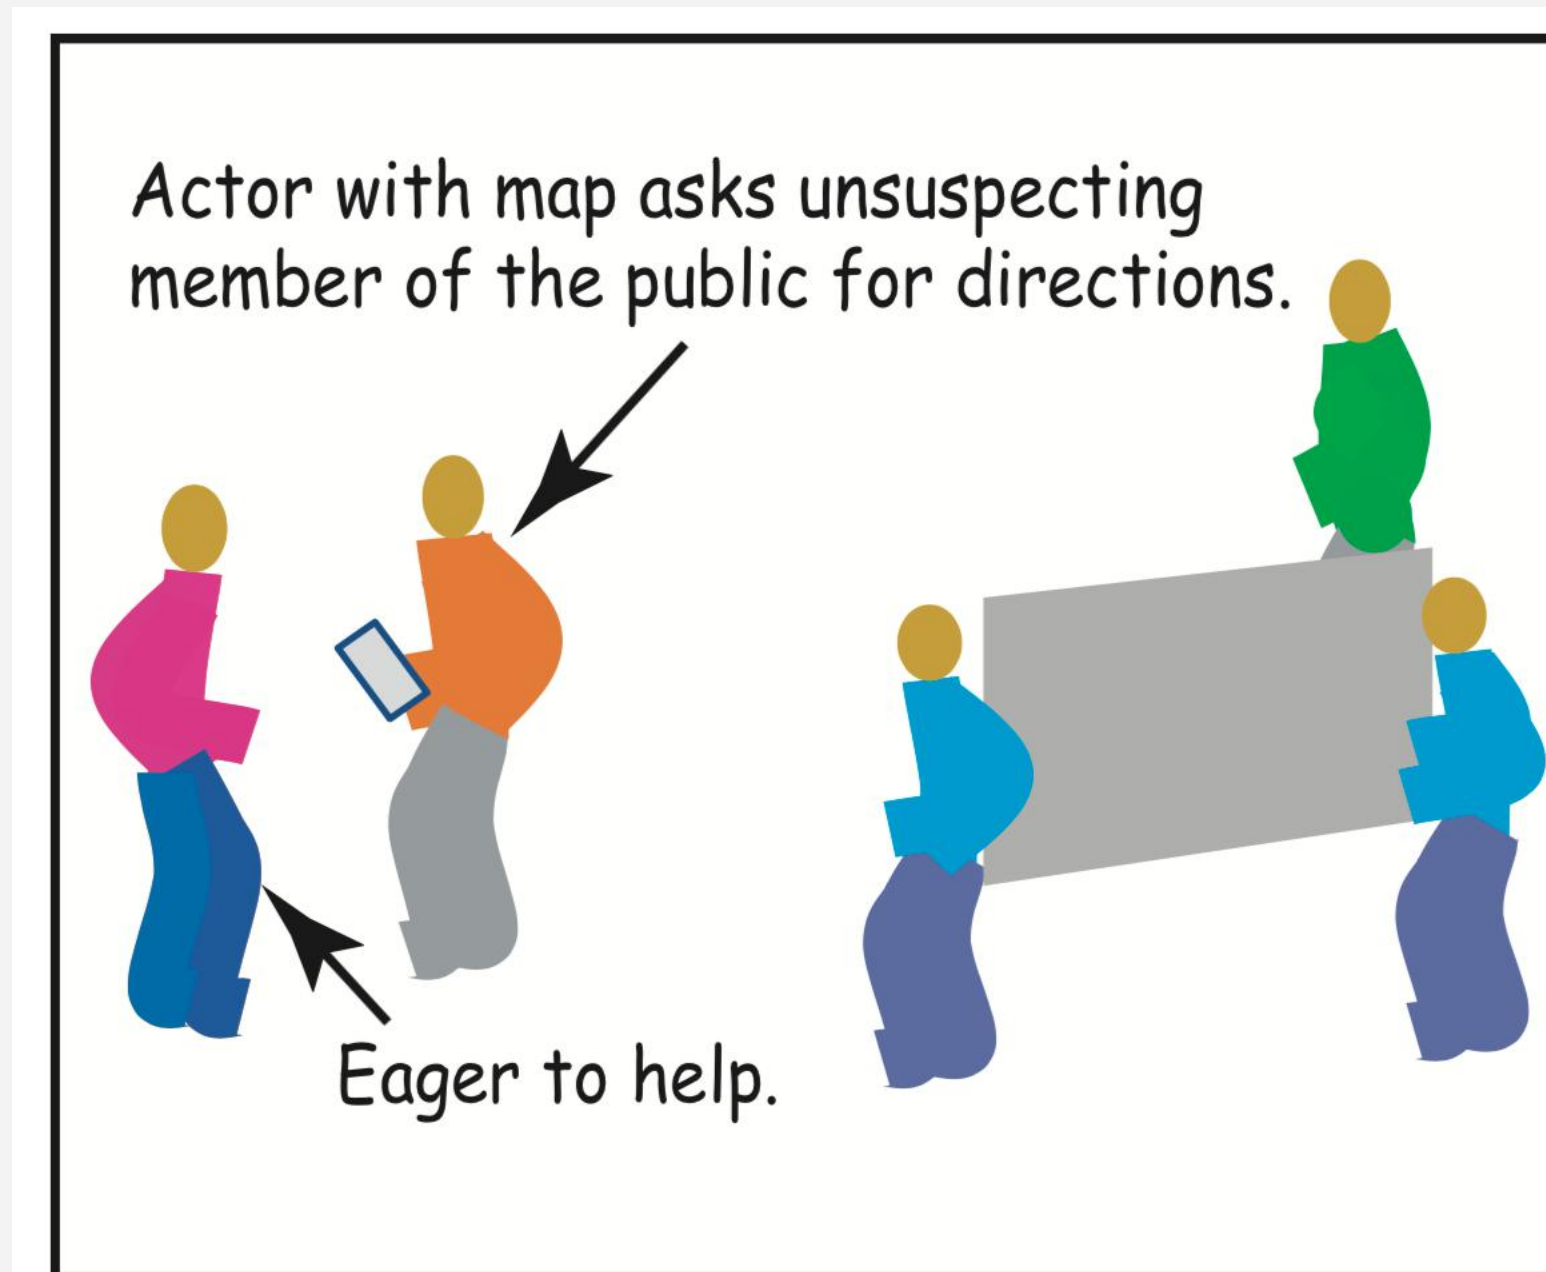 Actor with map asks unsuspecting
member of the public for directions.
Eager to help.